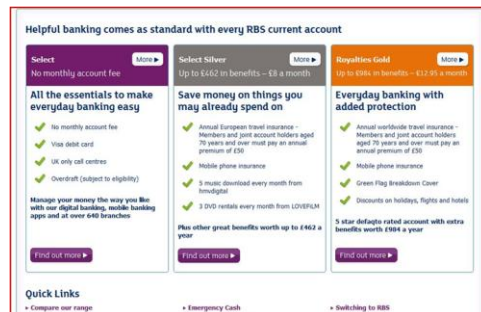 Helpful banking comes as standard with every RBS current account
Select
More ▶
No monthly account fee
All the essentials to make
everyday banking easy
No monthly account fee
Visa debit card
UK only call centres
Overdraft (subject to eligibility)
Manage your money the way you like
with our digital banking, mobile banking
apps and at over 640 branches
Find out more ▶
Select Silver
More ▶
Up to £462 in benefits – £8 a month
Save money on things you
may already spend on
Annual European travel insurance -
Members and joint account holders aged
70 years and over must pay an
annual premium of £50
Mobile phone insurance
5 music download every month from
hmvdigital
3 DVD rentals every month from LOVEFiLM
Plus other great benefits worth up to £462 a
year
Find out more ▶
Royalties Gold
More ▶
Up to £984 in benefits – £12.95 a month
Everyday banking with
added protection
Annual worldwide travel insurance -
Members and joint account holders
aged 70 years and over must pay an
annual premium of £50
Mobile phone insurance
Green Flag Breakdown Cover
Discounts on holidays, flights and hotels
5 star defaqto rated account with extra
benefits worth £984 a year
Find out more ▶
Quick Links
▸ Compare our range
▸ Emergency Cash
▸ Switching to RBS